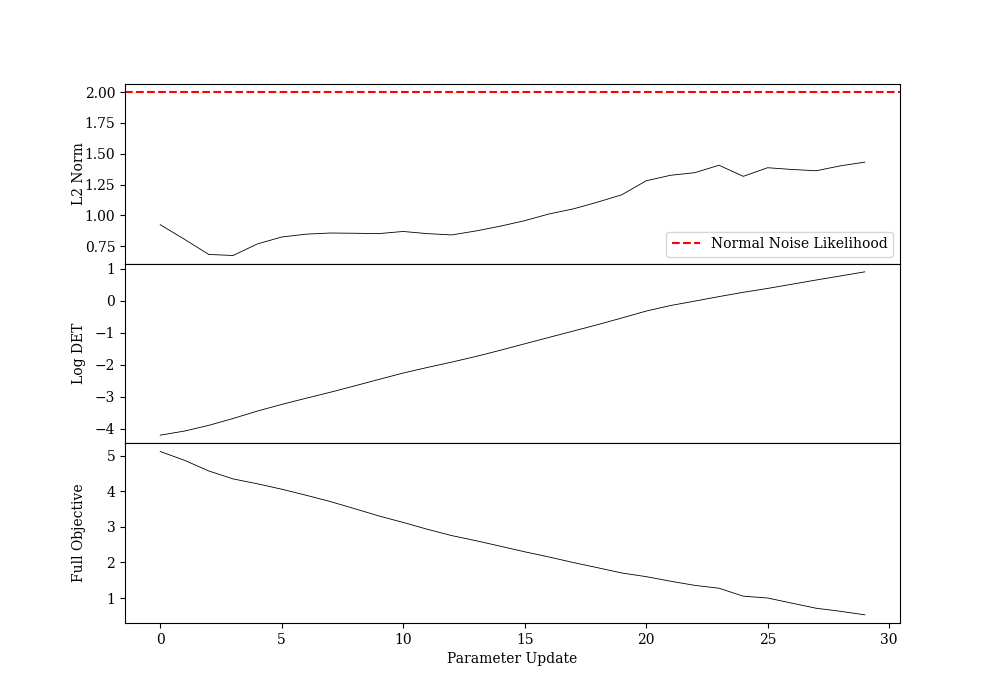 2.00
1.75
1.50
1.25
1.00
0.75
L2 Norm
Normal Noise Likelihood
1
0
−1
−2
−3
−4
Log DET
5
4
3
2
1
Full Objective
0 5 10 15 20 25 30
Parameter Update